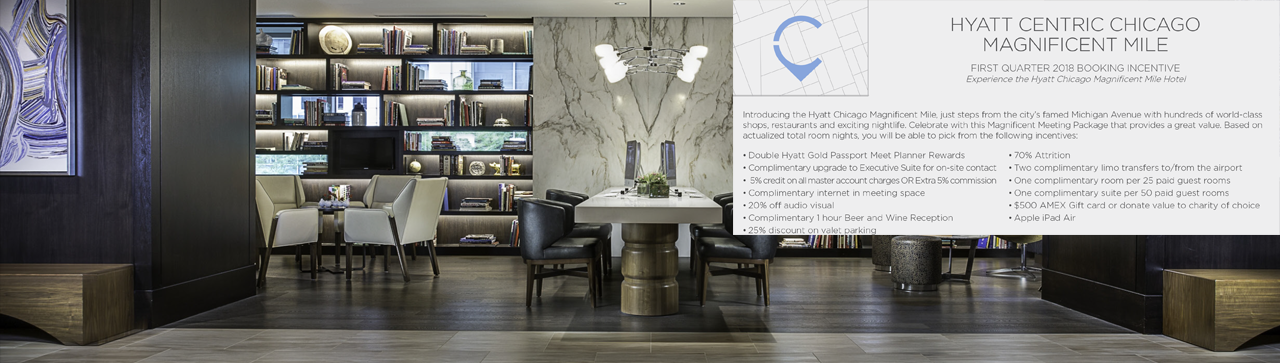 HYATT CENTRIC CHICAGO
MAGNIFICENT MILE
FIRST QUARTER 2018 BOOKING INCENTIVE
Experience the Hyatt Chicago Magnificent Mile Hotel
Introducing the Hyatt Chicago Magnificent Mile, just steps from the city's famed Michigan Avenue with hundreds of world-class
shops, restaurants and exciting nightlife. Celebrate with this Magnificent Meeting Package that provides a great value. Based on
actualized total room nights, you will be able to pick from the following incentives:
• Double Hyatt Gold Passport Meet Planner Rewards
• Complimentary upgrade to Executive Suite for on-site contact
• 5% credit on all master account charges OR Extra 5% commission
• Complimentary internet in meeting space
• 20% off audio visual
• Complimentary 1 hour Beer and Wine Reception
• 25% discount on valet parking
• 70% Attrition
• Two complimentary limo transfers to/from the airport
• One complimentary room per 25 paid guest rooms
• One complimentary suite per 50 paid guest rooms
• $500 AMEX Gift card or donate value to charity of choice
• Apple iPad Air